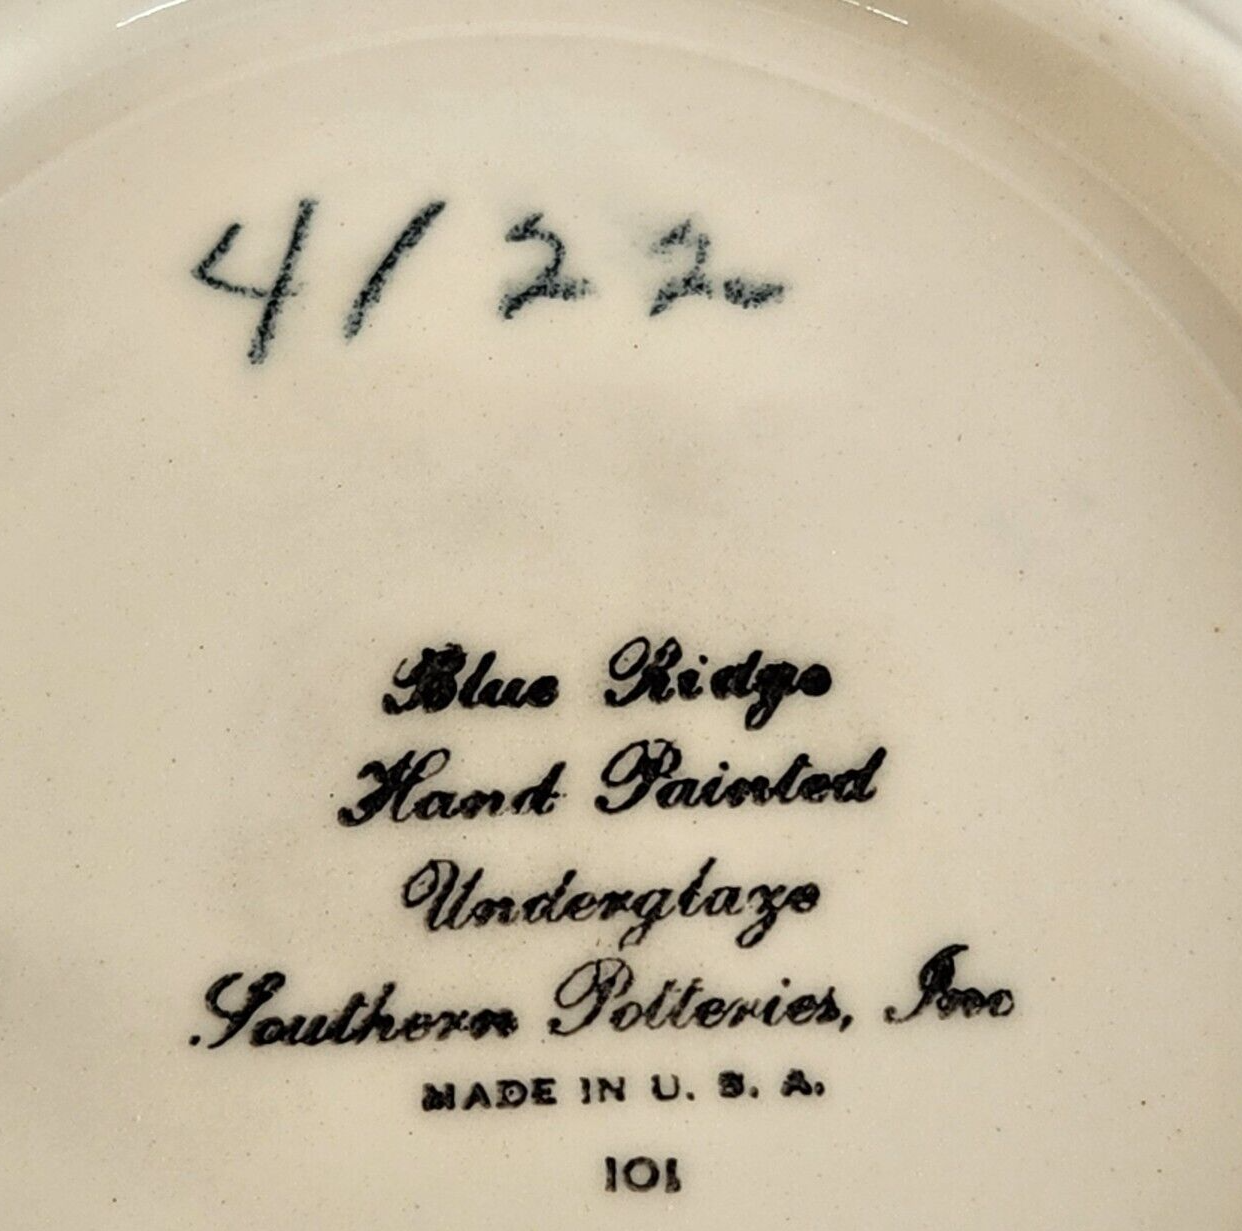 4122
Blue Ridge
Hand Painted
Underglaze
Southern Potteries, Inc
MADE IN U. S. A.
101